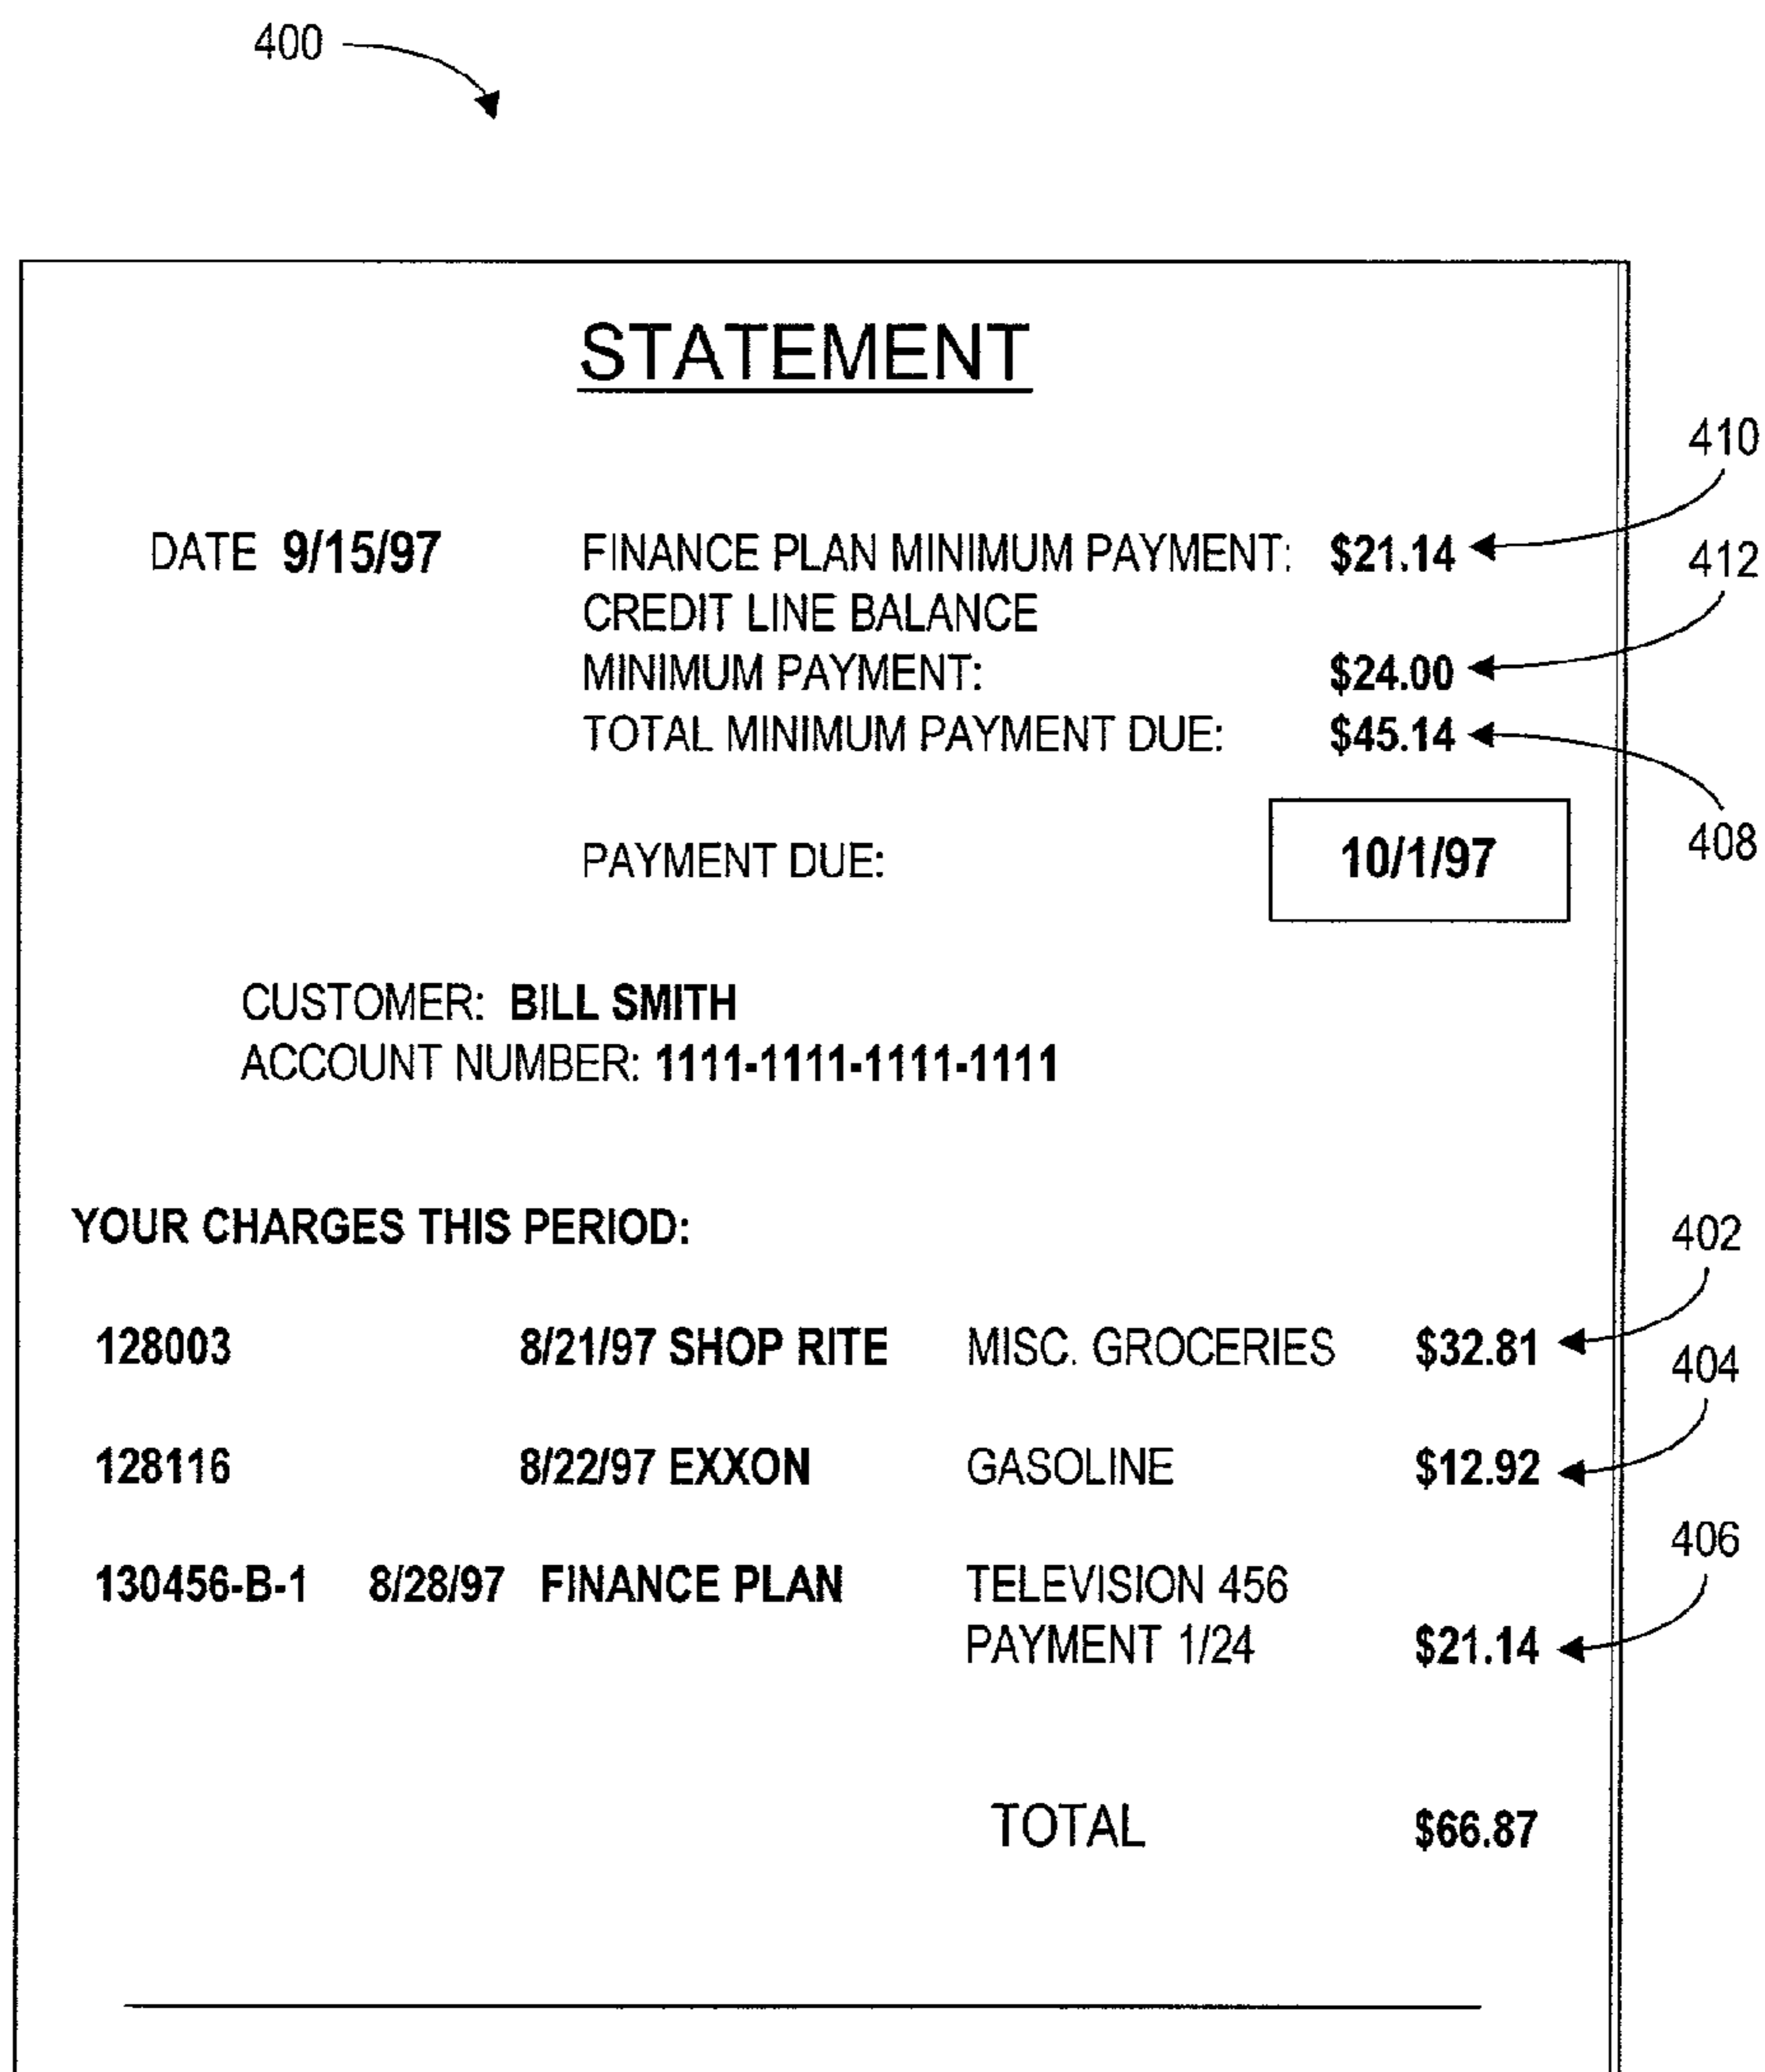 400
STATEMENT
410
DATE 9/15/97 FINANCE PLAN MINIMUM PAYMENT: $21.14
412
CREDIT LINE BALANCE
MINIMUM PAYMENT: $24.00
TOTAL MINIMUM PAYMENT DUE: $45.14
408
PAYMENT DUE: 10/1/97
CUSTOMER: BILL SMITH
ACCOUNT NUMBER: 1111-1111-1111-1111
YOUR CHARGES THIS PERIOD:
402
128003 8/21/97 SHOP RITE MISC. GROCERIES $32.81
404
128116 8/22/97 EXXON GASOLINE $12.92
406
130456-B-1 8/28/97 FINANCE PLAN TELEVISION 456
PAYMENT 1/24 $21.14
TOTAL $66.87